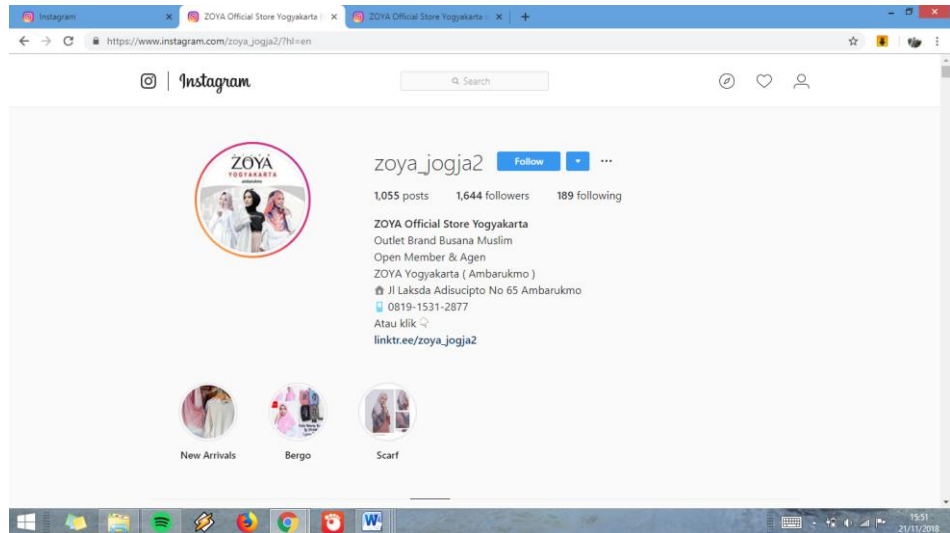 Instagram
ZOYA Official Store Yogyakarta
ZOYA Official Store Yogyakarta
https://www.instagram.com/zoya_jogja2/?hl=en
Instagram
Search
ZOYA
YOGYAKARTA
ambarukmo
zoya_jogja2 Follow
1,055 posts 1,644 followers 189 following
ZOYA Official Store Yogyakarta
Outlet Brand Busana Muslim
Open Member & Agen
ZOYA Yogyakarta ( Ambarukmo )
Jl Laksda Adisucipto No 65 Ambarukmo
0819-1531-2877
Atau klik
linktr.ee/zoya_jogja2
New Arrivals Bergo Scarf
15:51
21/11/2018